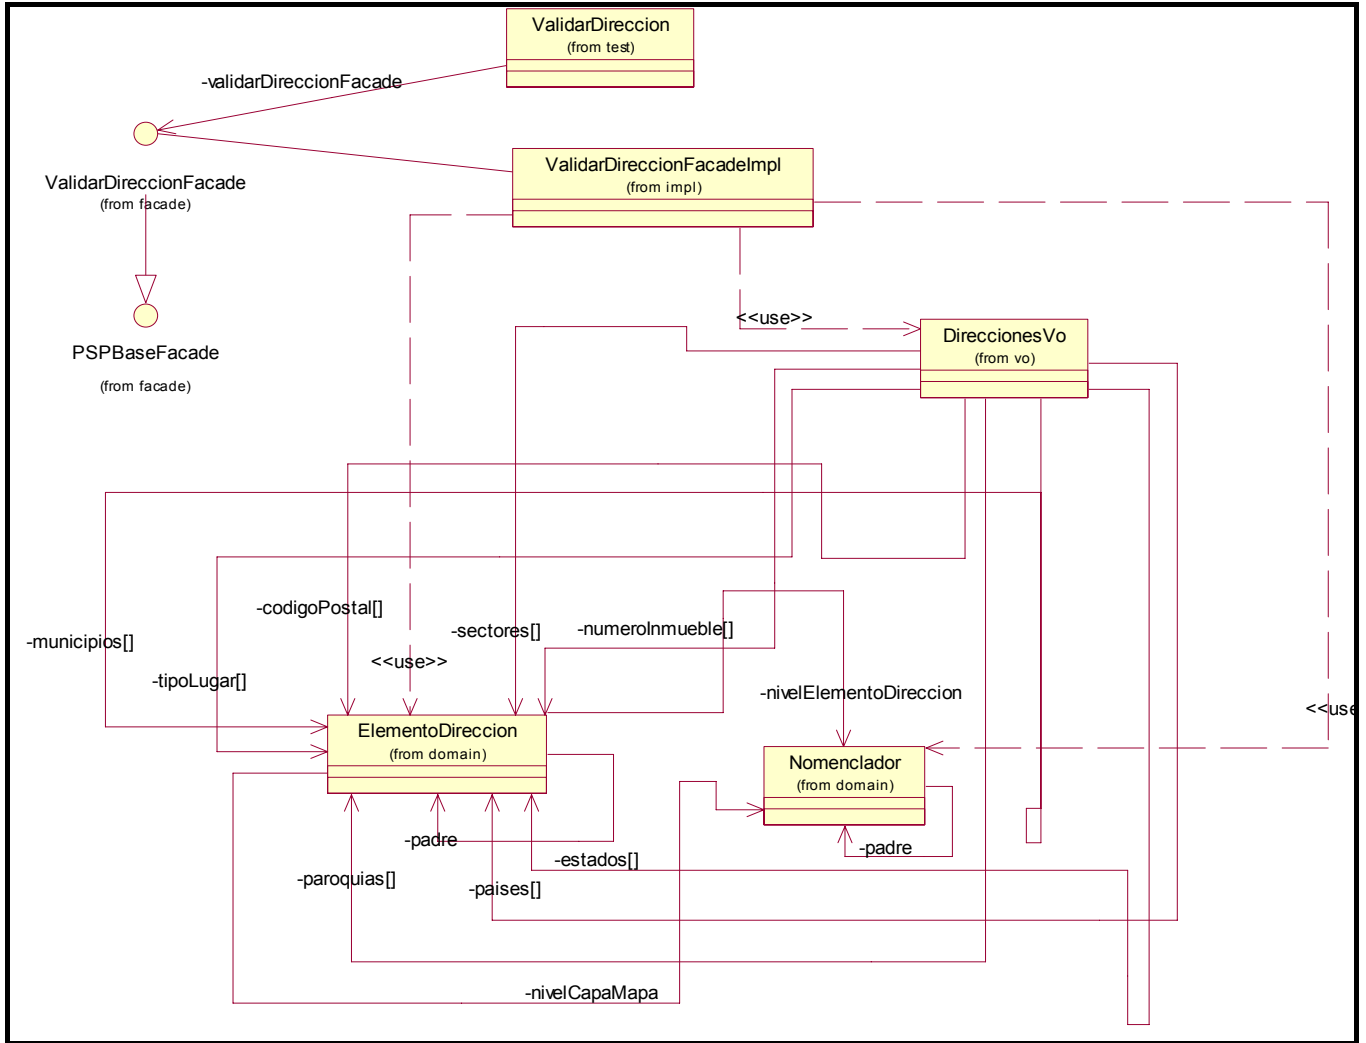 ValidarDireccion
(from test)
-validarDireccionFacade
ValidarDireccionFacade
(from facade)
ValidarDireccionFacadeImpl
(from impl)
PSPBaseFacade
(from facade)
<<use>>
DireccionesVo
(from vo)
-codigoPostal[]
-municipios[]
-sectores[]
-numeroInmueble[]
<<use>>
-tipoLugar[]
-nivelElementoDireccion
<<use
ElementoDireccion
(from domain)
Nomenclador
(from domain)
-padre
-padre
-estados[]
-paroquias[]
-paises[]
-nivelCapaMapa